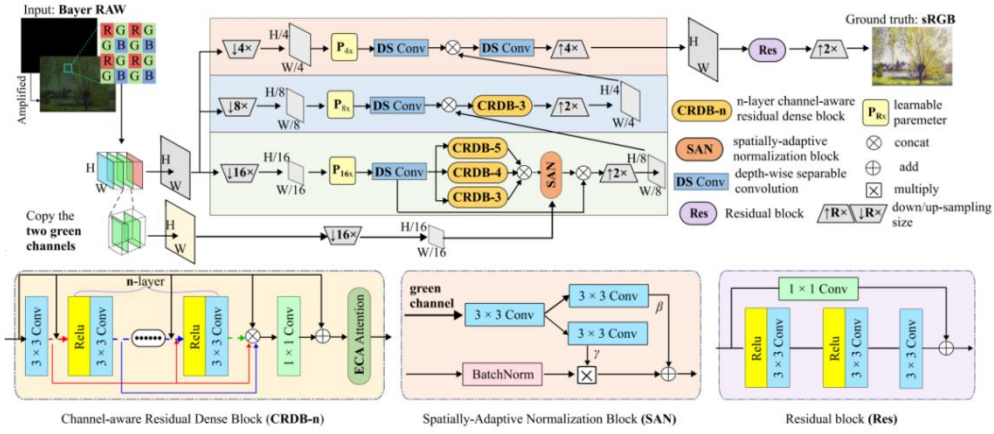 Input: Bayer RAW
R G R G
G B G B
R G R G
G B G B
Amplified
H
W
Copy the
two green
channels
H
W
H
W
↓4×
H/4
W/4
P4x
DS Conv
DS Conv
↑4×
↓8×
H/8
W/8
P8x
DS Conv
CRDB-3
↑2×
H/4
W/4
↓16×
H/16
W/16
P16x
DS Conv
CRDB-5
CRDB-4
CRDB-3
SAN
↑2×
H/8
W/8
↓16×
H/16
W/16
H
W
Res
↑2×
Ground truth: sRGB
CRDB-n
n-layer channel-aware
residual dense block
SAN
spatially-adaptive
normalization block
DS Conv
depth-wise separable
convolution
Res
Residual block
PRx
learnable
paremeter
concat
add
multiply
↑R×
↓R×
down/up-sampling
size
n-layer
3 × 3 Conv
Relu
3 × 3 Conv
Relu
3 × 3 Conv
1 × 1 Conv
ECA Attention
Channel-aware Residual Dense Block (CRDB-n)
green
channel
3 × 3 Conv
3 × 3 Conv
β
3 × 3 Conv
γ
BatchNorm
Spatially-Adaptive Normalization Block (SAN)
1 × 1 Conv
Relu
3 × 3 Conv
Relu
3 × 3 Conv
3 × 3 Conv
Residual block (Res)